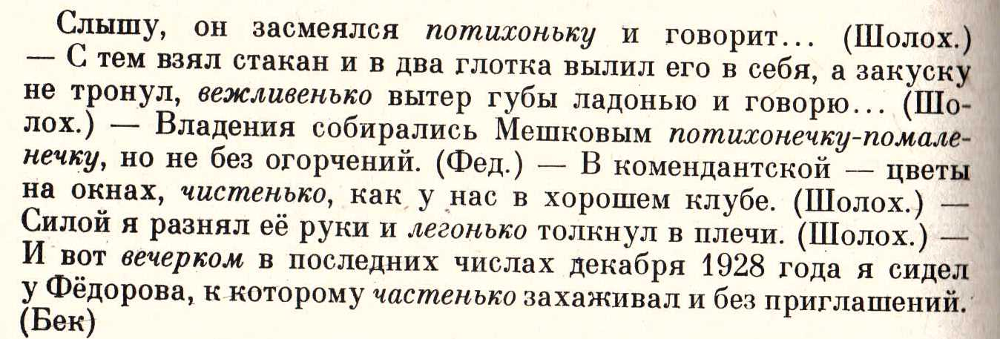 Слышу, он засмеялся потихоньку и говорит... (Шолох.)
— С тем взял стакан и в два глотка вылил его в себя, а закуску
не тронул, вежливенько вытер губы ладонью и говорю... (Шо-
лох.) — Владения собирались Мешковым потихонечку-помале-
нечку, но не без огорчений. (Фед.) — В комендантской — цветы
на окнах, чистенько, как у нас в хорошем клубе. (Шолох.) —
Силой я разнял её руки и легонько толкнул в плечи. (Шолох.) —
И вот вечерком в последних числах декабря 1928 года я сидел
у Фёдорова, к которому частенько захаживал и без приглашений.
(Бек)